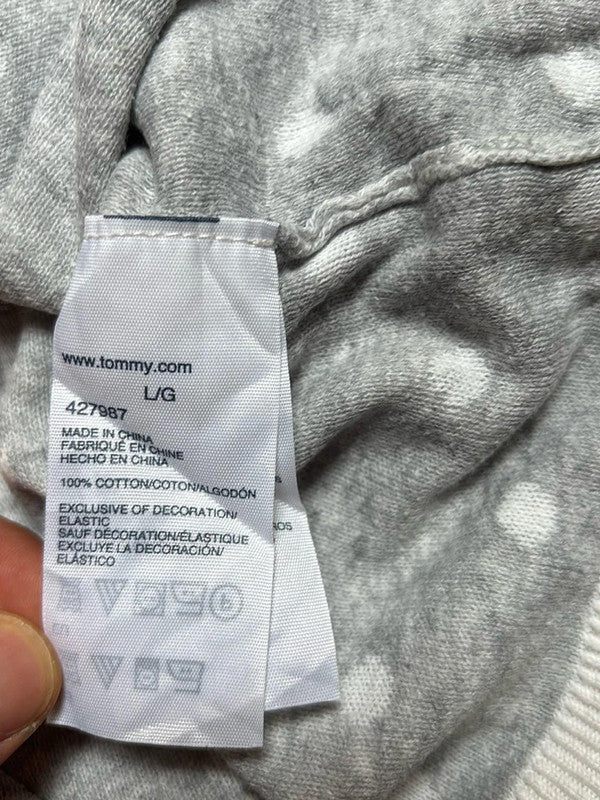 www.tommy.com
L/G
427987
MADE IN CHINA
FABRIQUÉ EN CHINE
HECHO EN CHINA
100% COTTON/COTON/ALGODÓN
EXCLUSIVE OF DECORATION/
ELASTIC
SAUF DÉCORATION/ÉLASTIQUE
EXCLUYE LA DECORACIÓN/
ELÁSTICO
ROS